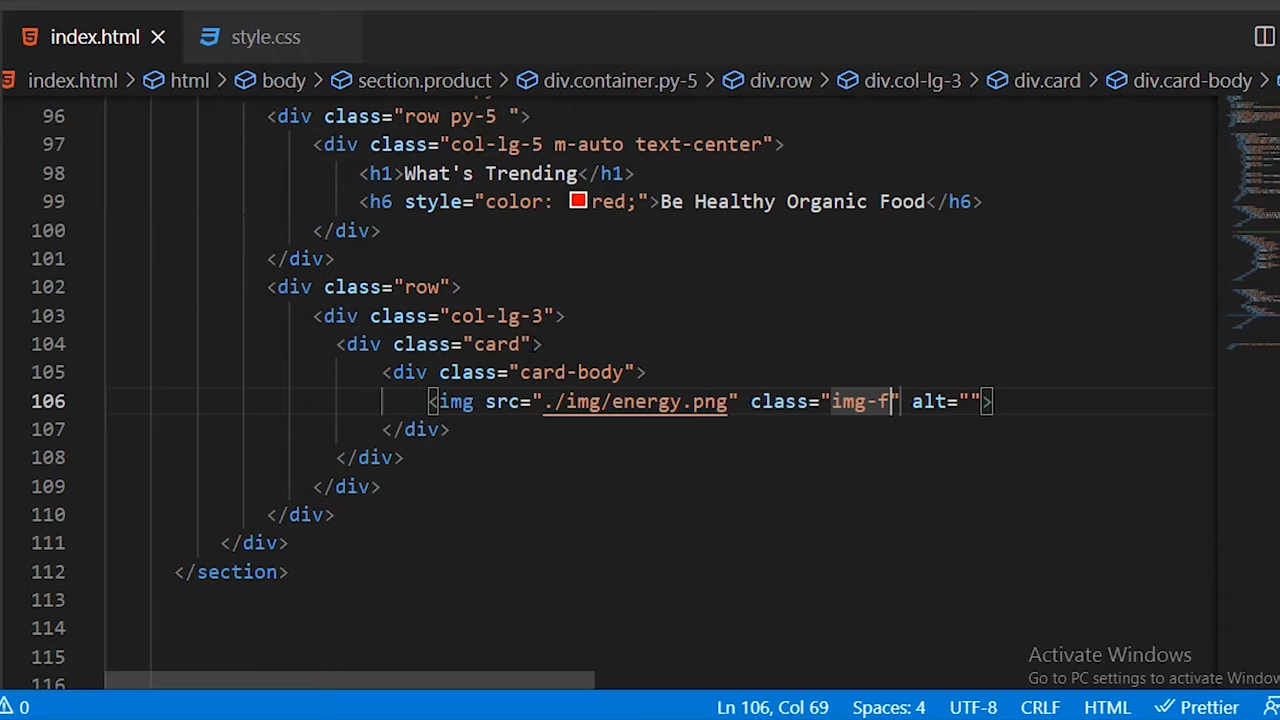 index.html
style.css
index.html > html > body > section.product > div.container.py-5 > div.row > div.col-lg-3 > div.card > div.card-body >
96 <div class="row py-5 ">
97 <div class="col-lg-5 m-auto text-center">
98 <h1>What's Trending</h1>
99 <h6 style="color: red;">Be Healthy Organic Food</h6>
100 </div>
101 </div>
102 <div class="row">
103 <div class="col-lg-3">
104 <div class="card">
105 <div class="card-body">
106 <img src="./img/energy.png" class="img-f" alt="">
107 </div>
108 </div>
109 </div>
110 </div>
111 </div>
112 </section>
113
114
115
116
Activate Windows
Go to PC settings to activate Windows
0 Ln 106, Col 69 Spaces: 4 UTF-8 CRLF HTML Prettier